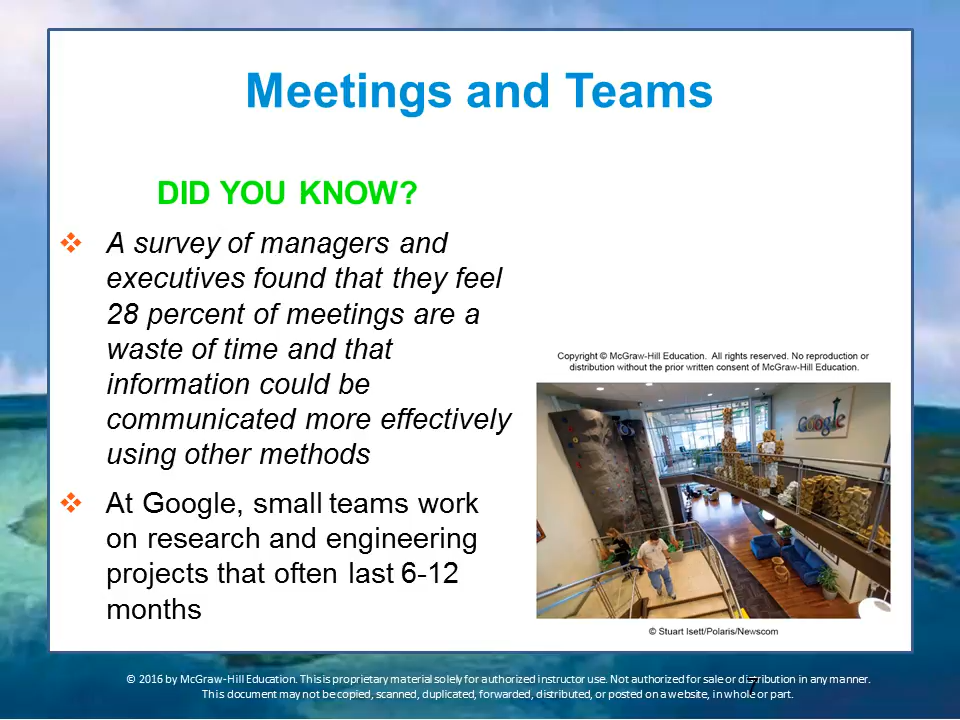 Meetings and Teams
DID YOU KNOW?
A survey of managers and
executives found that they feel
28 percent of meetings are a
waste of time and that
information could be
communicated more effectively
using other methods
At Google, small teams work
on research and engineering
projects that often last 6-12
months
Copyright © McGraw-Hill Education. All rights reserved. No reproduction or
distribution without the prior written consent of McGraw-Hill Education.
Google
© Stuart Isett/Polaris/Newscom
© 2016 by McGraw-Hill Education. This is proprietary material solely for authorized instructor use. Not authorized for sale or distribution in any manner.
This document may not be copied, scanned, duplicated, forwarded, distributed, or posted on a website, in whole or part.
7